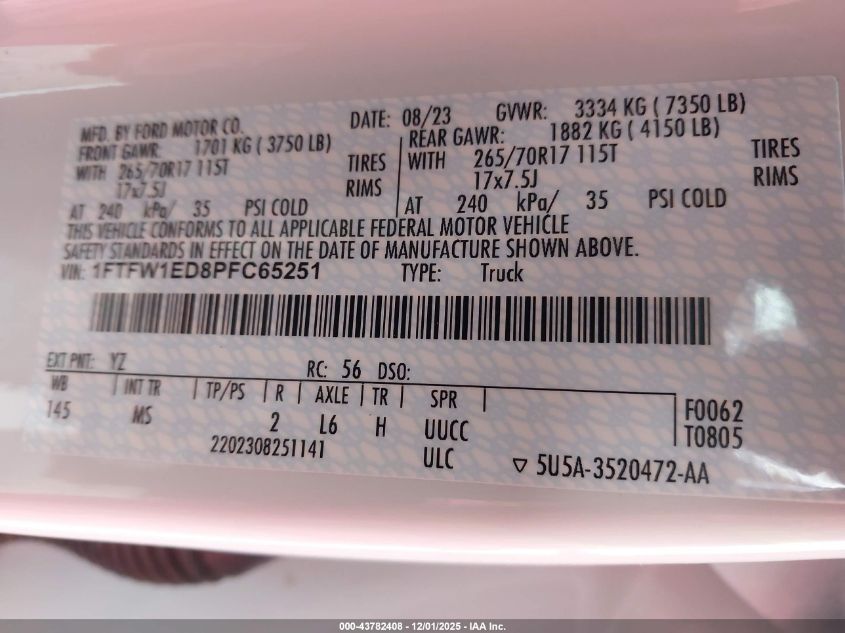 MFD. BY FORD MOTOR CO. DATE: 08/23 GVWR: 3334 KG ( 7350 LB)
FRONT GAWR: 1701 KG ( 3750 LB) REAR GAWR: 1882 KG ( 4150 LB)
WITH 265/70R17 115T TIRES WITH 265/70R17 115T TIRES
17x7.5J RIMS 17x7.5J RIMS
AT 240 kPa/ 35 PSI COLD AT 240 kPa/ 35 PSI COLD
THIS VEHICLE CONFORMS TO ALL APPLICABLE FEDERAL MOTOR VEHICLE
SAFETY STANDARDS IN EFFECT ON THE DATE OF MANUFACTURE SHOWN ABOVE.
VIN: 1FTFW1ED8PFC65251 TYPE: Truck
EXT PNT: YZ RC: 56 DSO:
WB INT TR TP/PS R AXLE TR SPR F0062
145 MS 2 L6 H UUCC T0805
2202308251141 ULC ▽ 5U5A-3520472-AA
000-43782408 - 12/01/2025 - IAA Inc.